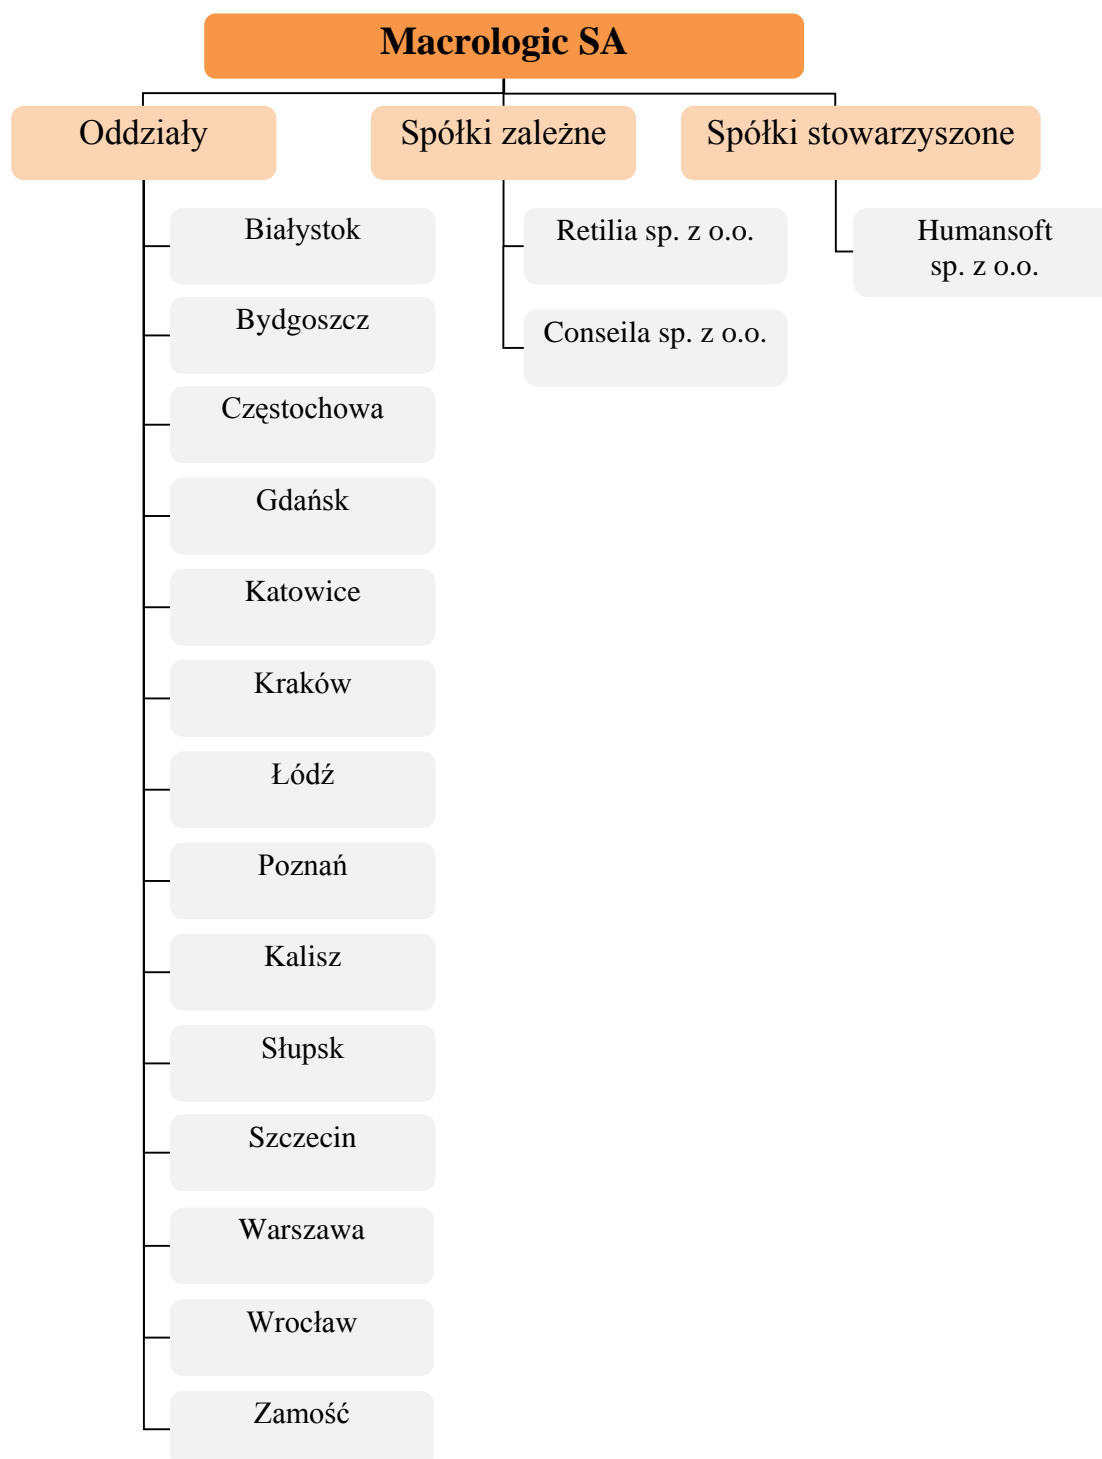 Macrologic SA
Oddziały
Spółki zależne
Spółki stowarzyszone
Białystok
Bydgoszcz
Częstochowa
Gdańsk
Katowice
Kraków
Łódź
Poznań
Kalisz
Słupsk
Szczecin
Warszawa
Wrocław
Zamość
Retilia sp. z o.o.
Conseila sp. z o.o.
Humansoft
sp. z o.o.